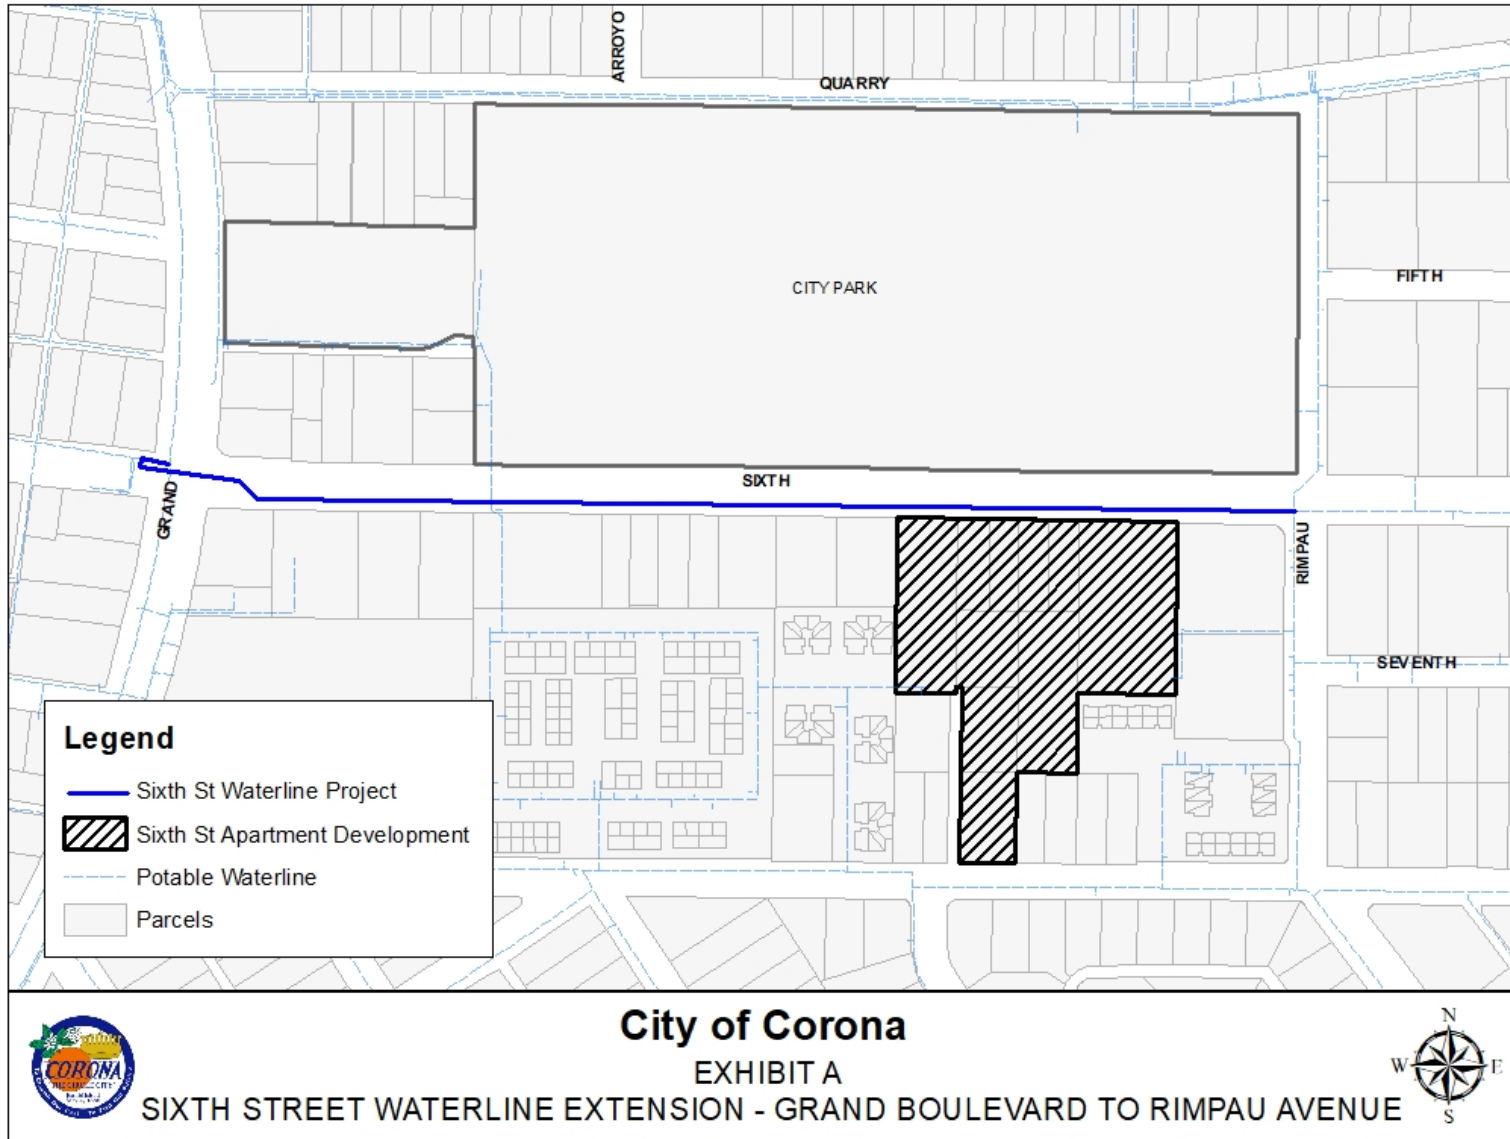 ARROYO
QUARRY
FIFTH
CITY PARK
SIXTH
GRAND
RIMPAU
SEVENTH
Legend
Sixth St Waterline Project
Sixth St Apartment Development
Potable Waterline
Parcels
City of Corona
EXHIBIT A
SIXTH STREET WATERLINE EXTENSION - GRAND BOULEVARD TO RIMPAU AVENUE
CORONA
N
W
E
S